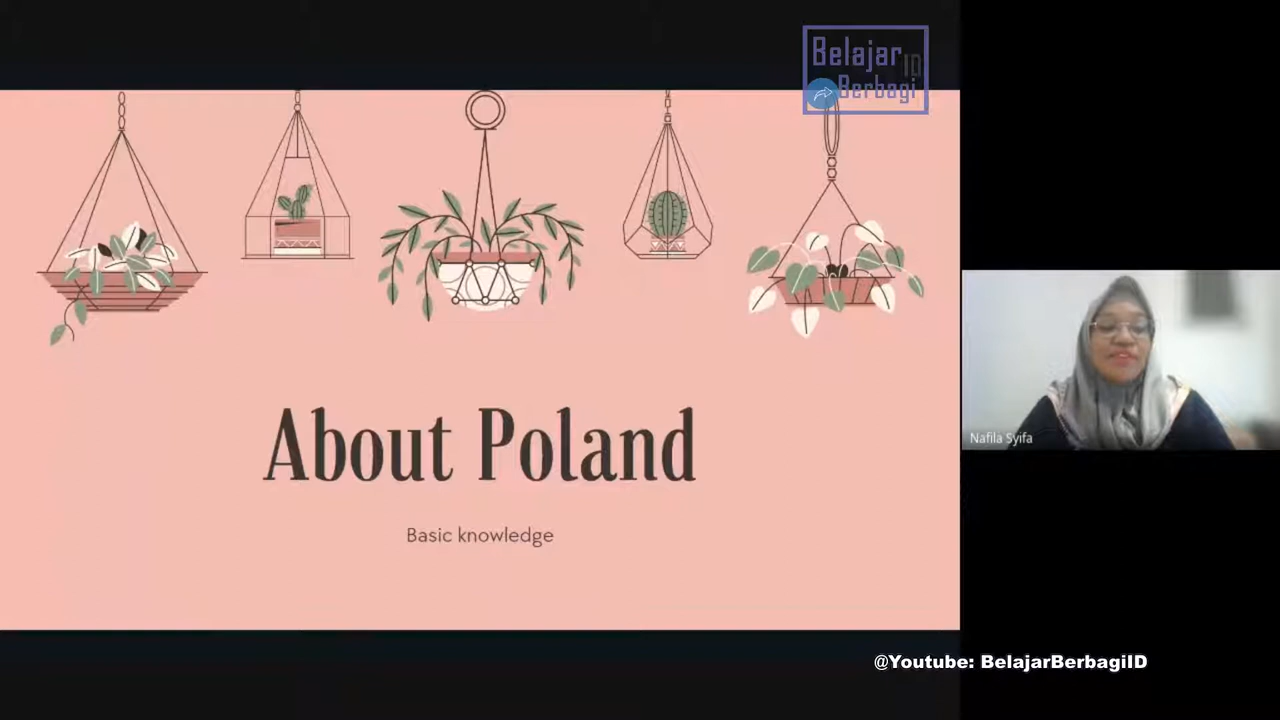 Belajar ID
Berbagi
About Poland
Basic knowledge
Nafila Syifa
@Youtube: BelajarBerbagiID